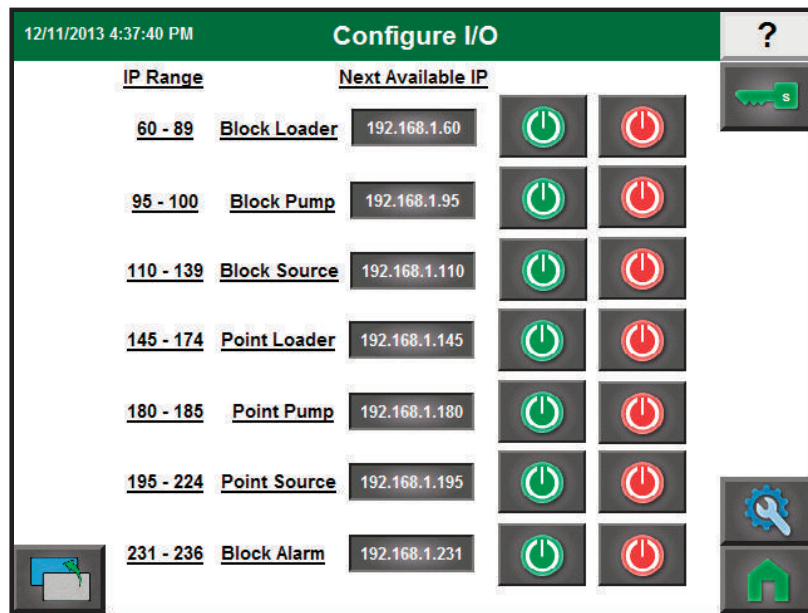 12/11/2013 4:37:40 PM Configure I/O ?
IP Range Next Available IP
S
60 - 89 Block Loader 192.168.1.60
95 - 100 Block Pump 192.168.1.95
110 - 139 Block Source 192.168.1.110
145 - 174 Point Loader 192.168.1.145
180 - 185 Point Pump 192.168.1.180
195 - 224 Point Source 192.168.1.195
231 - 236 Block Alarm 192.168.1.231